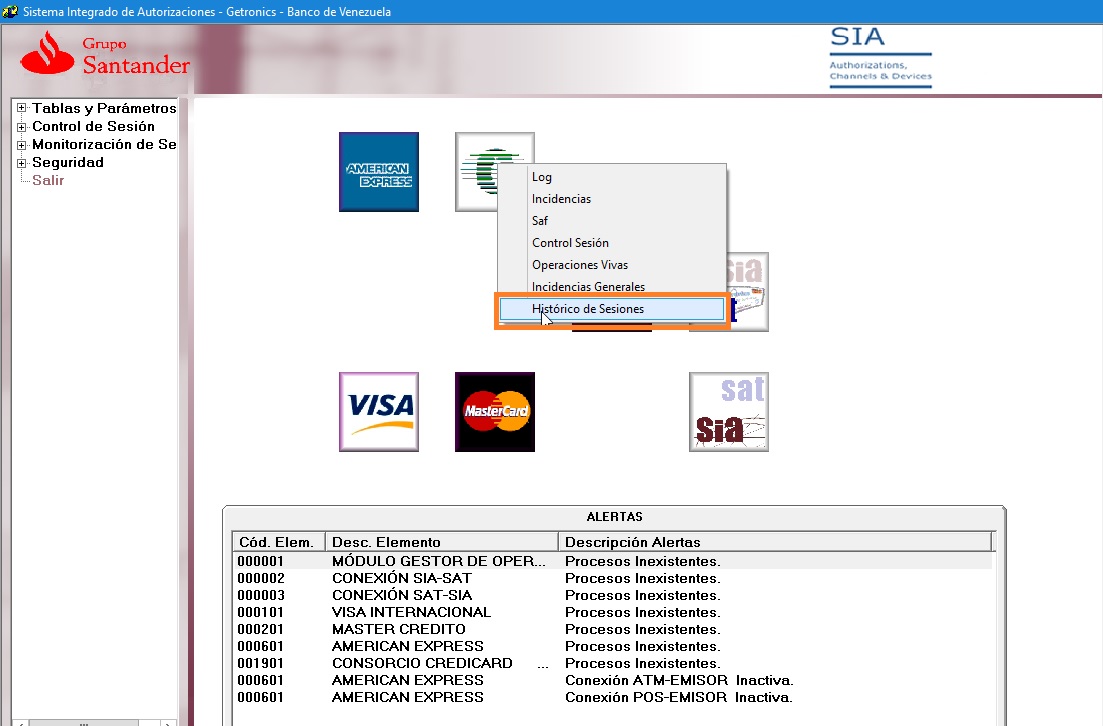 Sistema Integrado de Autorizaciones - Getronics - Banco de Venezuela
Grupo
Santander
SIA
Authorizations,
Channels & Devices
Tablas y Parámetros
Control de Sesión
Monitorización de Se
Seguridad
Salir
AMERICAN
EXPRESS
Log
Incidencias
Saf
Control Sesión
Operaciones Vivas
Incidencias Generales
Histórico de Sesiones
sia
VISA
MasterCard
sat
sia
ALERTAS
Cód. Elem. Desc. Elemento Descripción Alertas
000001 MÓDULO GESTOR DE OPER... Procesos Inexistentes.
000002 CONEXIÓN SIA-SAT Procesos Inexistentes.
000003 CONEXIÓN SAT-SIA Procesos Inexistentes.
000101 VISA INTERNACIONAL Procesos Inexistentes.
000201 MASTER CREDITO Procesos Inexistentes.
000601 AMERICAN EXPRESS Procesos Inexistentes.
001901 CONSORCIO CREDICARD ... Procesos Inexistentes.
000601 AMERICAN EXPRESS Conexión ATM-EMISOR Inactiva.
000601 AMERICAN EXPRESS Conexión POS-EMISOR Inactiva.